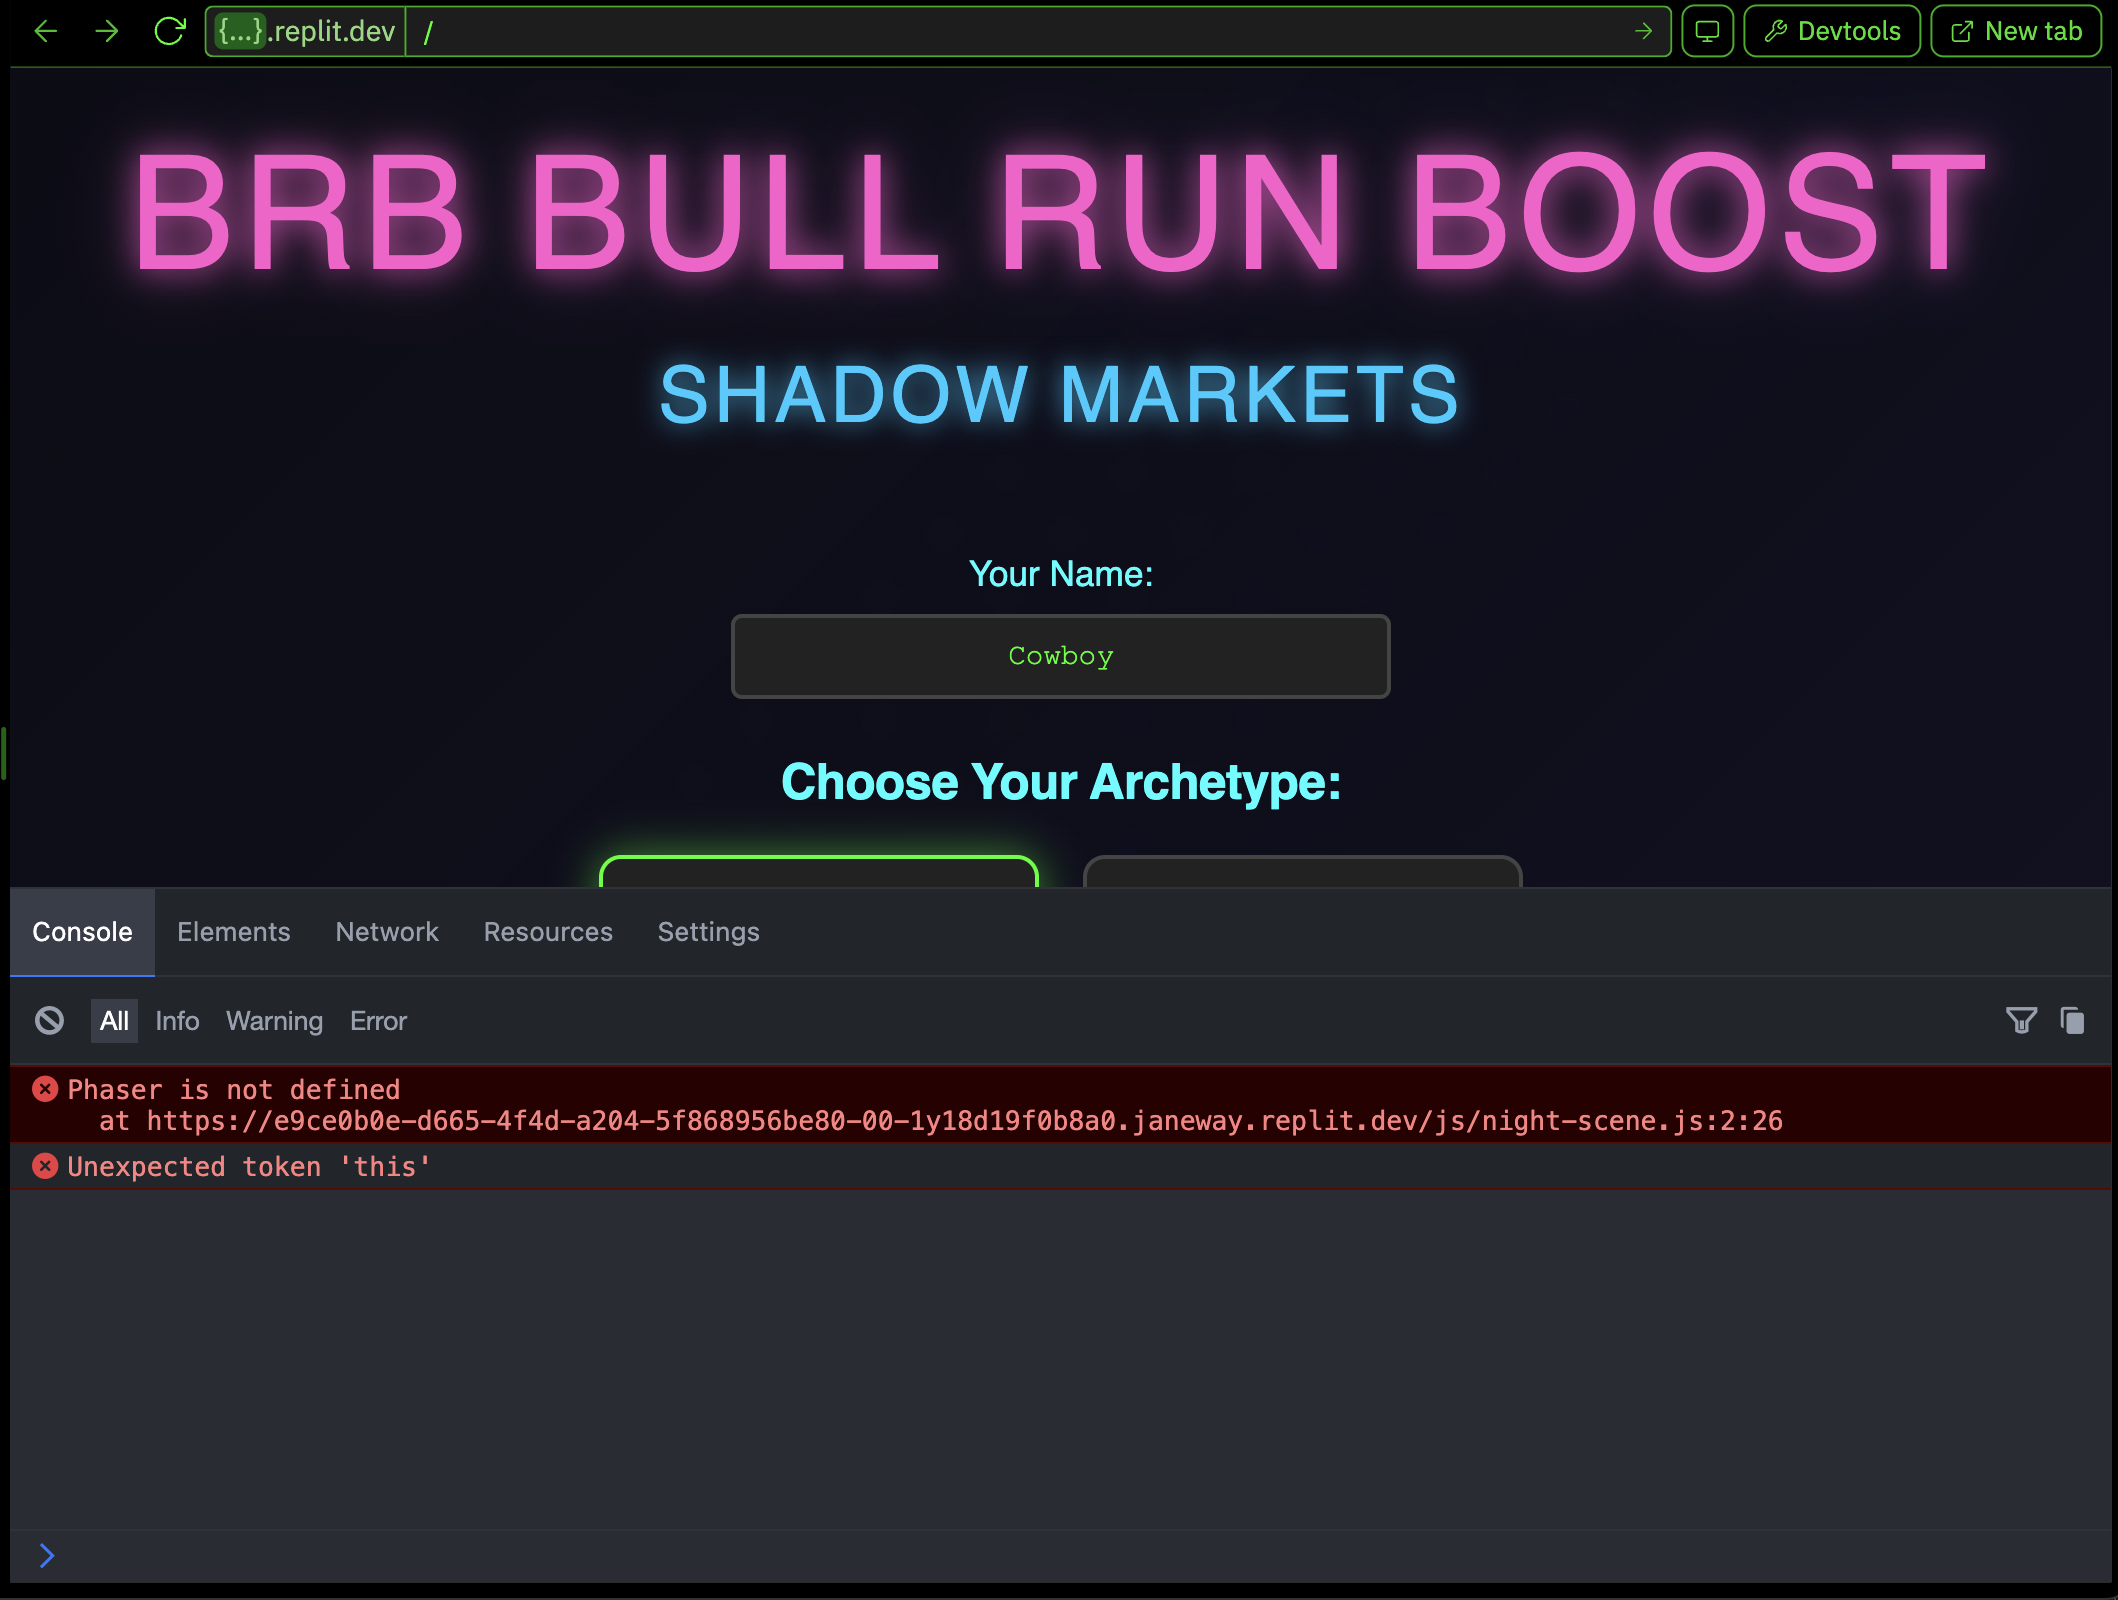 {...}.replit.dev /
Devtools
New tab
BRB BULL RUN BOOST
SHADOW MARKETS
Your Name:
Cowboy
Choose Your Archetype:
Console Elements Network Resources Settings
All Info Warning Error
Phaser is not defined
at https://e9ce0b0e-d665-4f4d-a204-5f868956be80-00-1y18d19f0b8a0.janeway.replit.dev/js/night-scene.js:2:26
Unexpected token 'this'